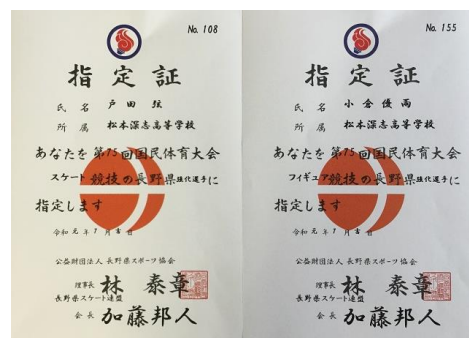 No. 108
指定証
氏名 戸田 弦
所属 松本深志高等学校
あなたを第75回国民体育大会
スケート競技の長野県強化選手に
指定します
令和元年7月吉日
公益財団法人 長野県スポーツ協会
理事長 林 泰章
長野県スケート連盟
会長 加藤邦人
No. 155
指定証
氏名 小倉優雨
所属 松本深志高等学校
あなたを第75回国民体育大会
フィギュア競技の長野県強化選手に
指定します
令和元年7月吉日
公益財団法人 長野県スポーツ協会
理事長 林 泰章
長野県スケート連盟
会長 加藤邦人